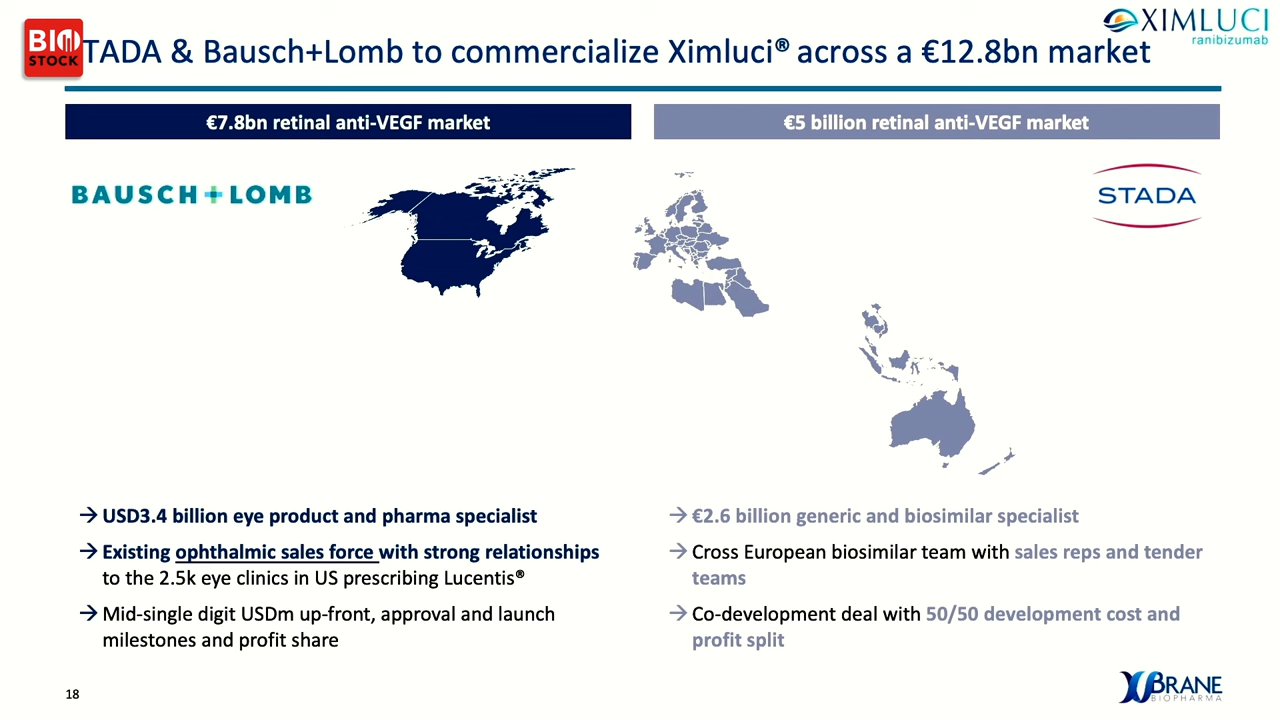 BIO
STOCK
TADA & Bausch+Lomb to commercialize Ximluci® across a €12.8bn market
XIMLUCI
ranibizumab
€7.8bn retinal anti-VEGF market
€5 billion retinal anti-VEGF market
BAUSCH + LOMB
STADA
→ USD3.4 billion eye product and pharma specialist
→ Existing ophthalmic sales force with strong relationships
to the 2.5k eye clinics in US prescribing Lucentis®
→ Mid-single digit USDm up-front, approval and launch
milestones and profit share
→ €2.6 billion generic and biosimilar specialist
→ Cross European biosimilar team with sales reps and tender
teams
→ Co-development deal with 50/50 development cost and
profit split
18
XBRANE
BIOPHARMA